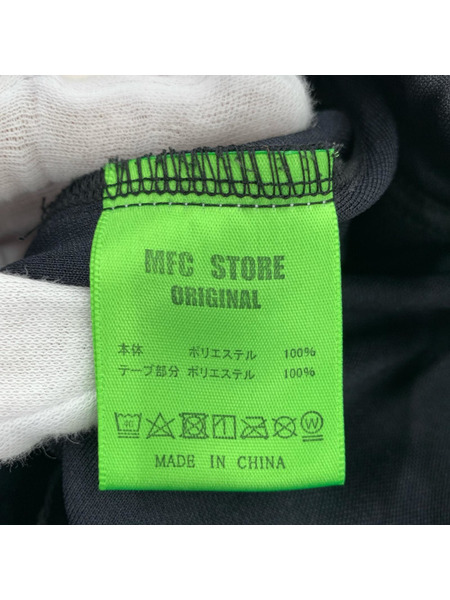 MFC STORE
ORIGINAL
本体 ポリエステル 100%
テープ部分 ポリエステル 100%
40
W
MADE IN CHINA